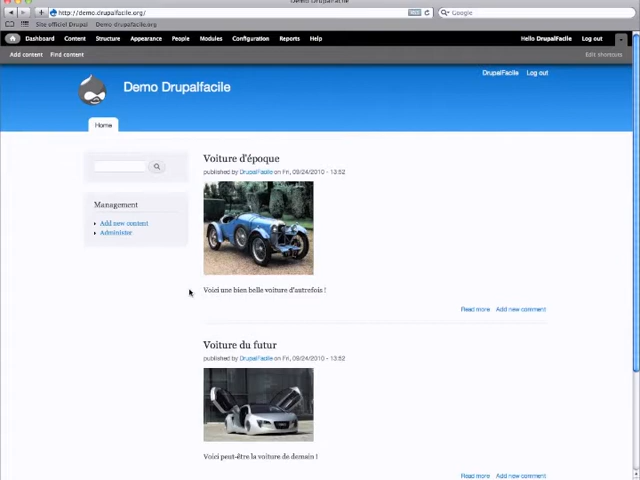 Demo Drupalfacile
http://demo.drupalfacile.org/
Google
Site officiel Drupal Demo drupalfacile.org
Dashboard Content Structure Appearance People Modules Configuration Reports Help Hello DrupalFacile Log out
Add content Find content Edit shortcuts
DrupalFacile Log out
Demo Drupalfacile
Home
Voiture d'époque
published by DrupalFacile on Fri, 09/24/2010 - 13:52
Management
Add new content
Administer
Voici une bien belle voiture d'autrefois !
Read more Add new comment
Voiture du futur
published by DrupalFacile on Fri, 09/24/2010 - 13:52
Voici peut-être la voiture de demain !
Read more Add new comment